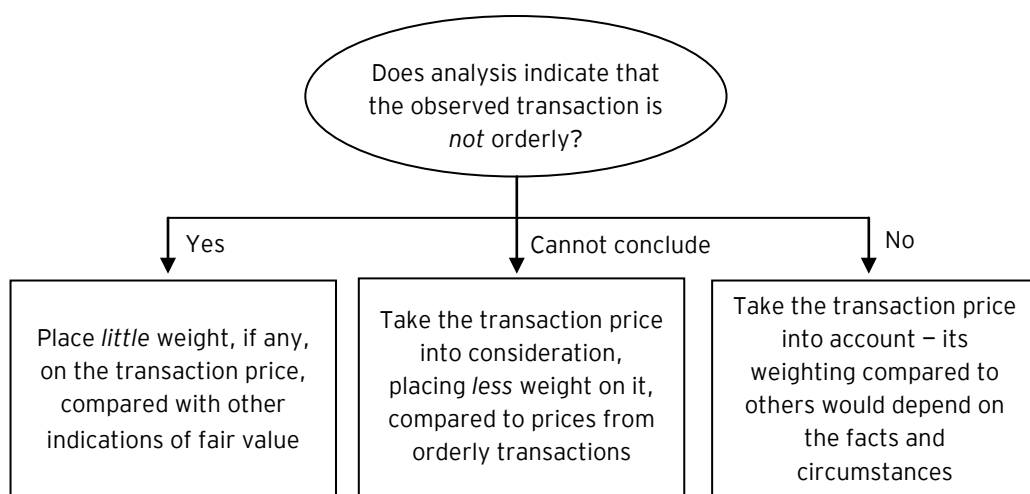 Does analysis indicate that
the observed transaction is
not orderly?
Yes
Cannot conclude
No
Place little weight, if any,
on the transaction price,
compared with other
indications of fair value
Take the transaction price
into consideration,
placing less weight on it,
compared to prices from
orderly transactions
Take the transaction price
into account – its
weighting compared to
others would depend on
the facts and
circumstances